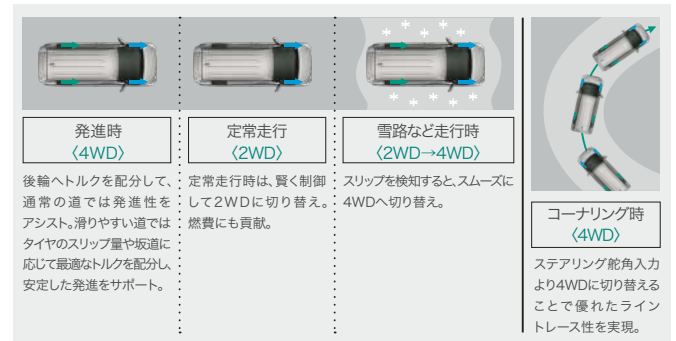 発進時
〈4WD〉
後輪へトルクを配分して、
通常の道では発進性を
アシスト。滑りやすい道では
タイヤのスリップ量や坂道に
応じて最適なトルクを配分し、
安定した発進をサポート。
定常走行
〈2WD〉
定常走行時は、賢く制御
して2WDに切り替え。
燃費にも貢献。
雪路など走行時
〈2WD→4WD〉
スリップを検知すると、スムーズに
4WDへ切り替え。
コーナリング時
〈4WD〉
ステアリング舵角入力
より4WDに切り替える
ことで優れたライン
トレース性を実現。